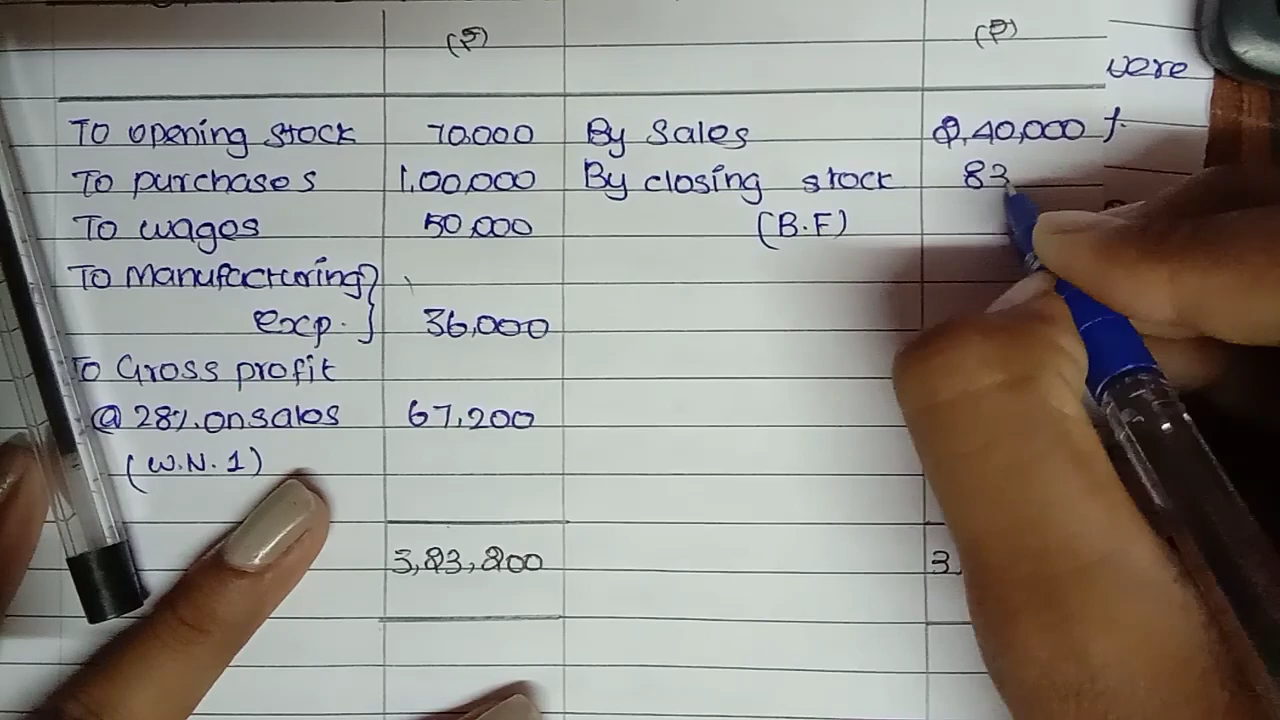 (₹) (₹)
were
To opening stock 70,000 By Sales 2,40,000
To purchases 1,00,000 By closing stock 83
To wages 50,000 (B.F)
To Manufacturing
exp. 36,000
To Gross profit
@ 28% on sales 67,200
(W.N. 1)
3,23,200 3,